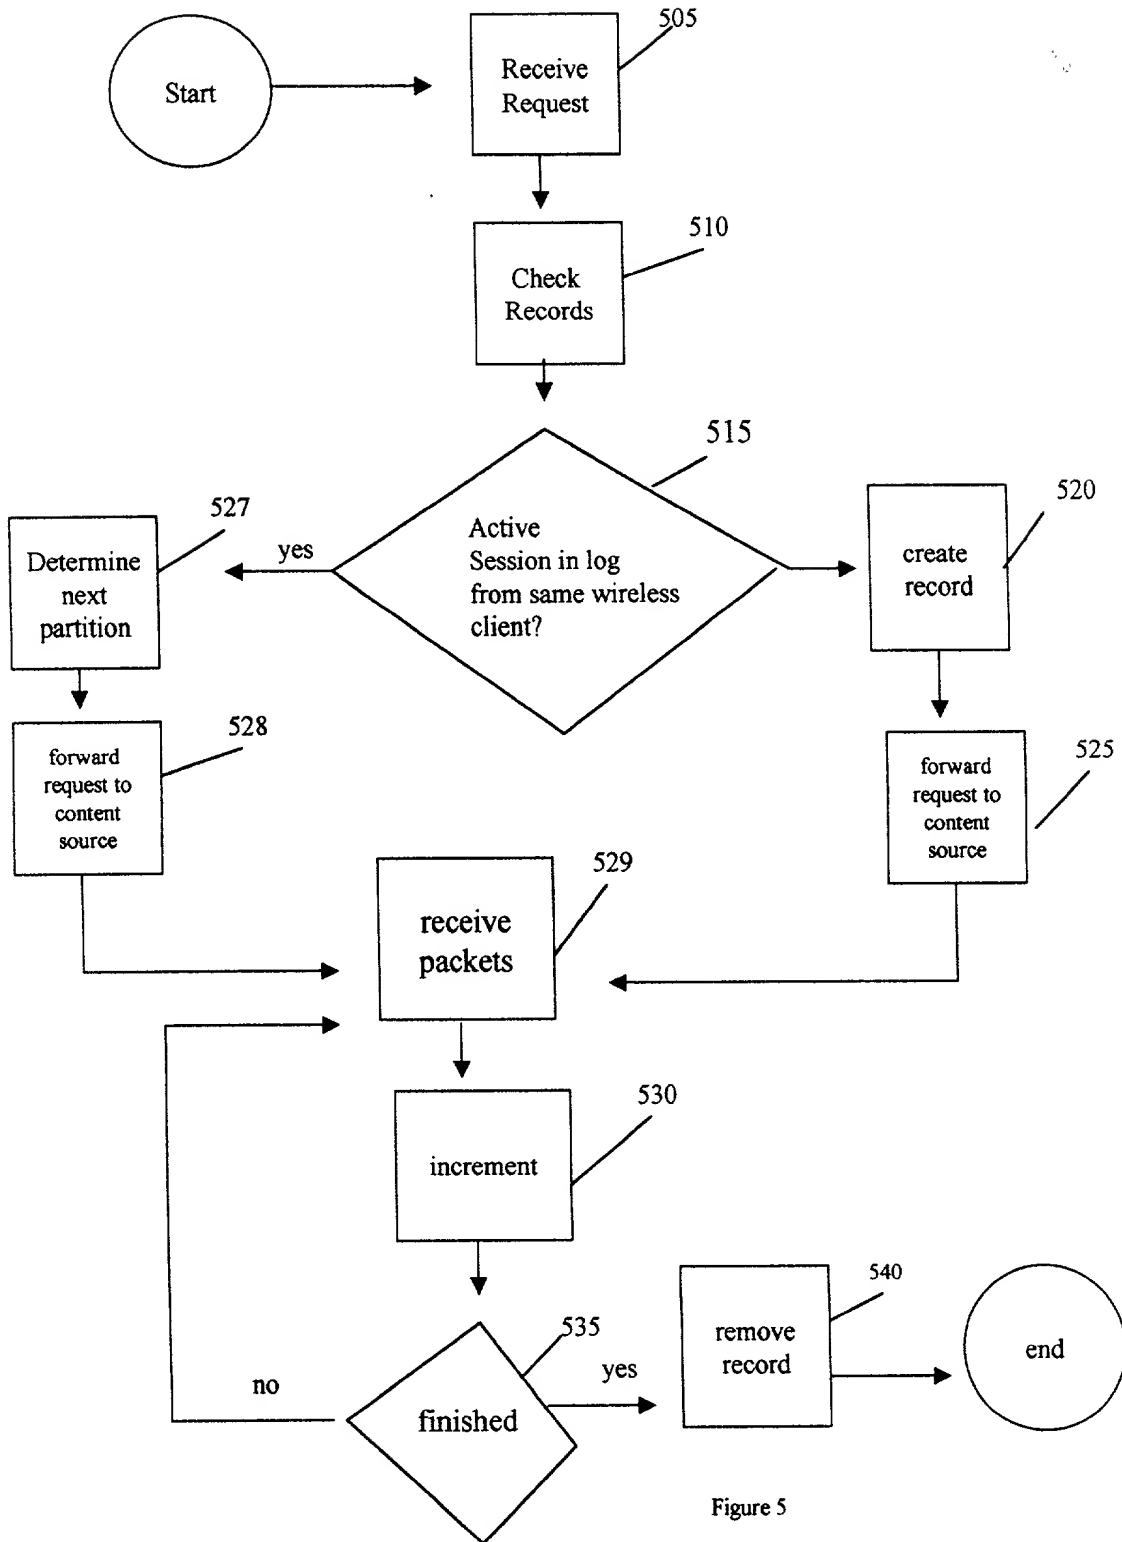 505
Start
Receive
Request
510
Check
Records
515
527
520
Active
Session in log
from same wireless
client?
yes
Determine
next
partition
create
record
528
525
forward
request to
content
source
forward
request to
content
source
529
receive
packets
530
increment
540
535
remove
record
end
yes
no
finished
Figure 5